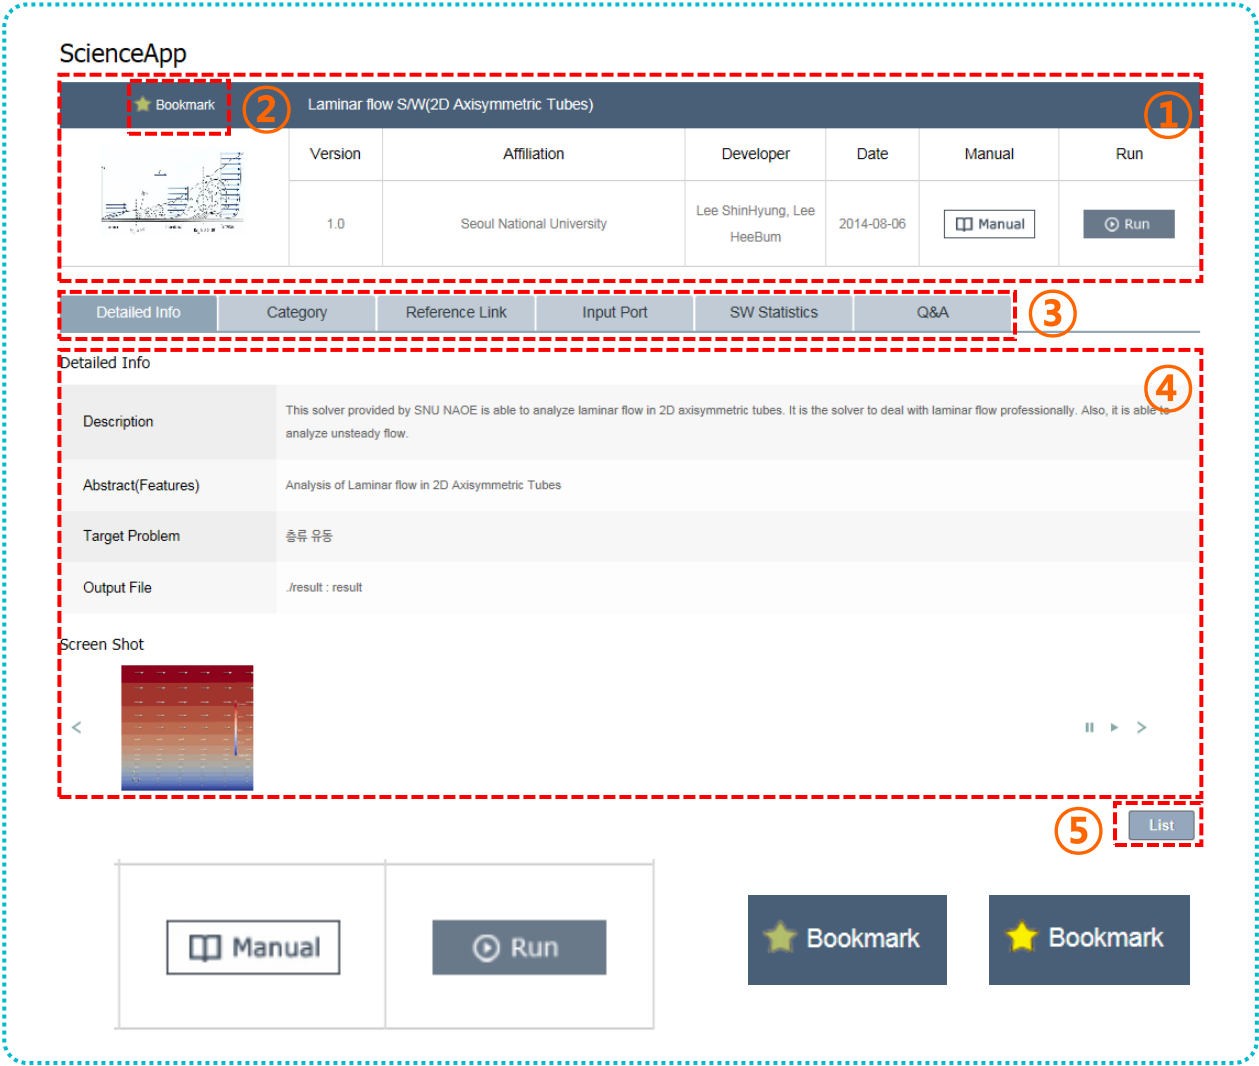 ScienceApp
Bookmark ② Laminar flow S/W(2D Axisymmetric Tubes) ①
Version Affiliation Developer Date Manual Run
1.0 Seoul National University Lee ShinHyung, Lee HeeBum 2014-08-06 Manual Run
Detailed Info Category Reference Link Input Port SW Statistics Q&A ③
Detailed Info
④
Description
This solver provided by SNU NAOE is able to analyze laminar flow in 2D axisymmetric tubes. It is the solver to deal with laminar flow professionally. Also, it is able to
analyze unsteady flow.
Abstract(Features) Analysis of Laminar flow in 2D Axisymmetric Tubes
Target Problem 층류 유동
Output File ./result : result
Screen Shot
⑤ List
Manual Run Bookmark Bookmark